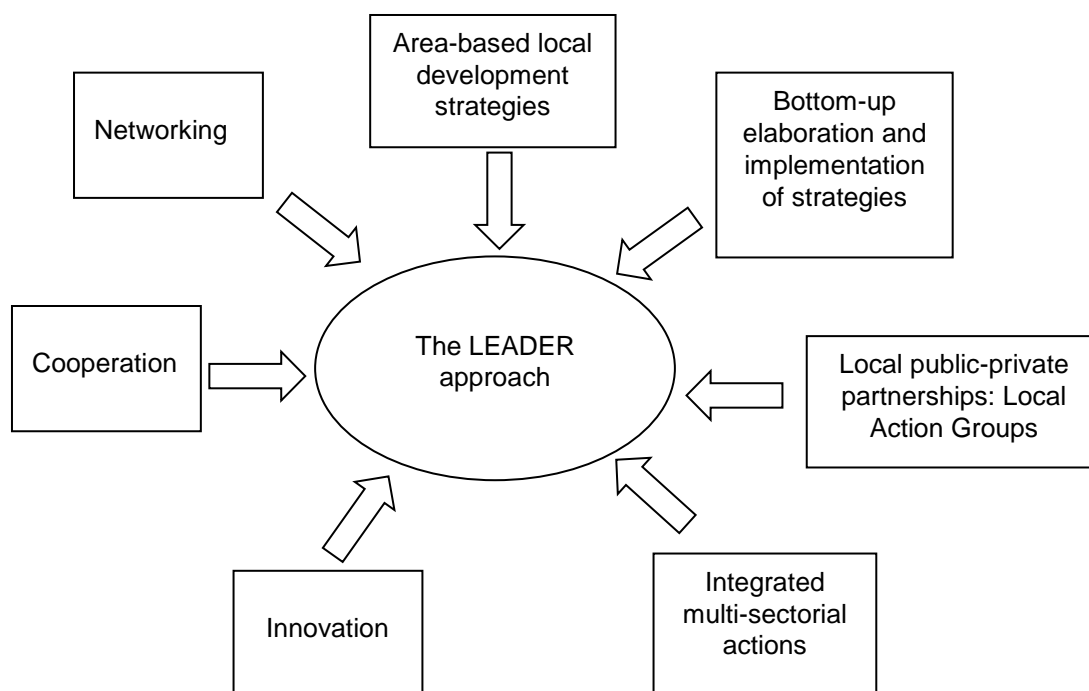 Area-based local
development
strategies
Networking
Bottom-up
elaboration and
implementation
of strategies
Cooperation
The LEADER
approach
Local public-private
partnerships: Local
Action Groups
Innovation
Integrated
multi-sectorial
actions